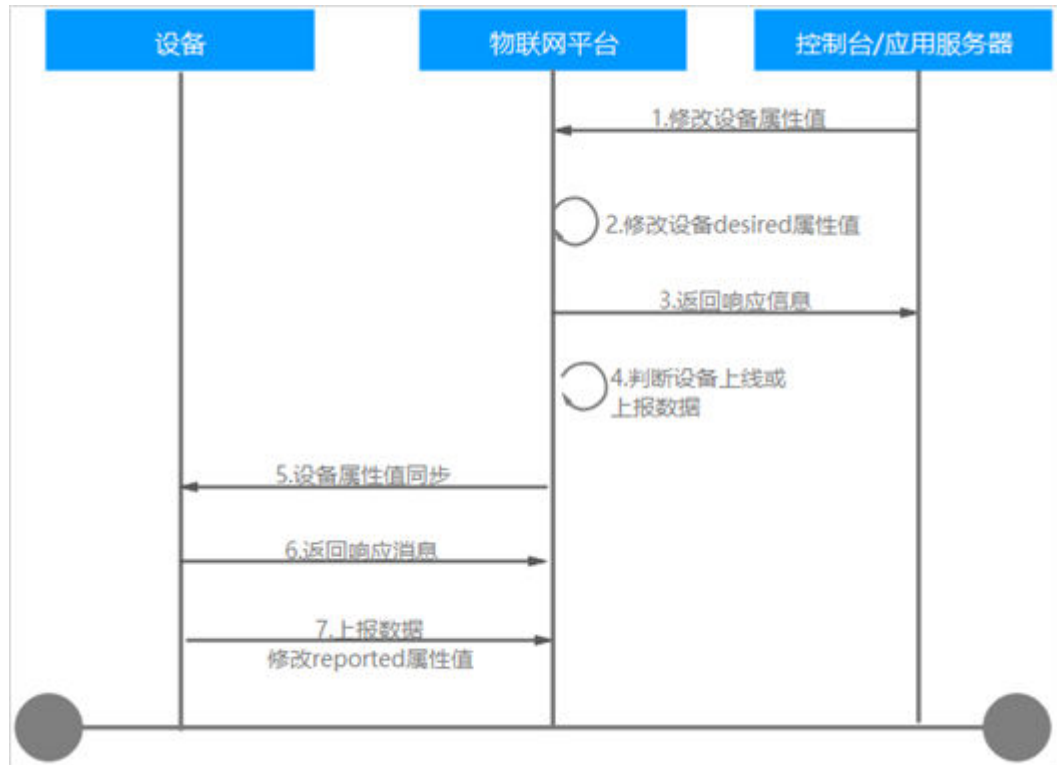 设备
物联网平台
控制台/应用服务器
1.修改设备属性值
2.修改设备desired属性值
3.返回响应信息
4.判断设备上线或
上报数据
5.设备属性值同步
6.返回响应消息
7.上报数据
修改reported属性值